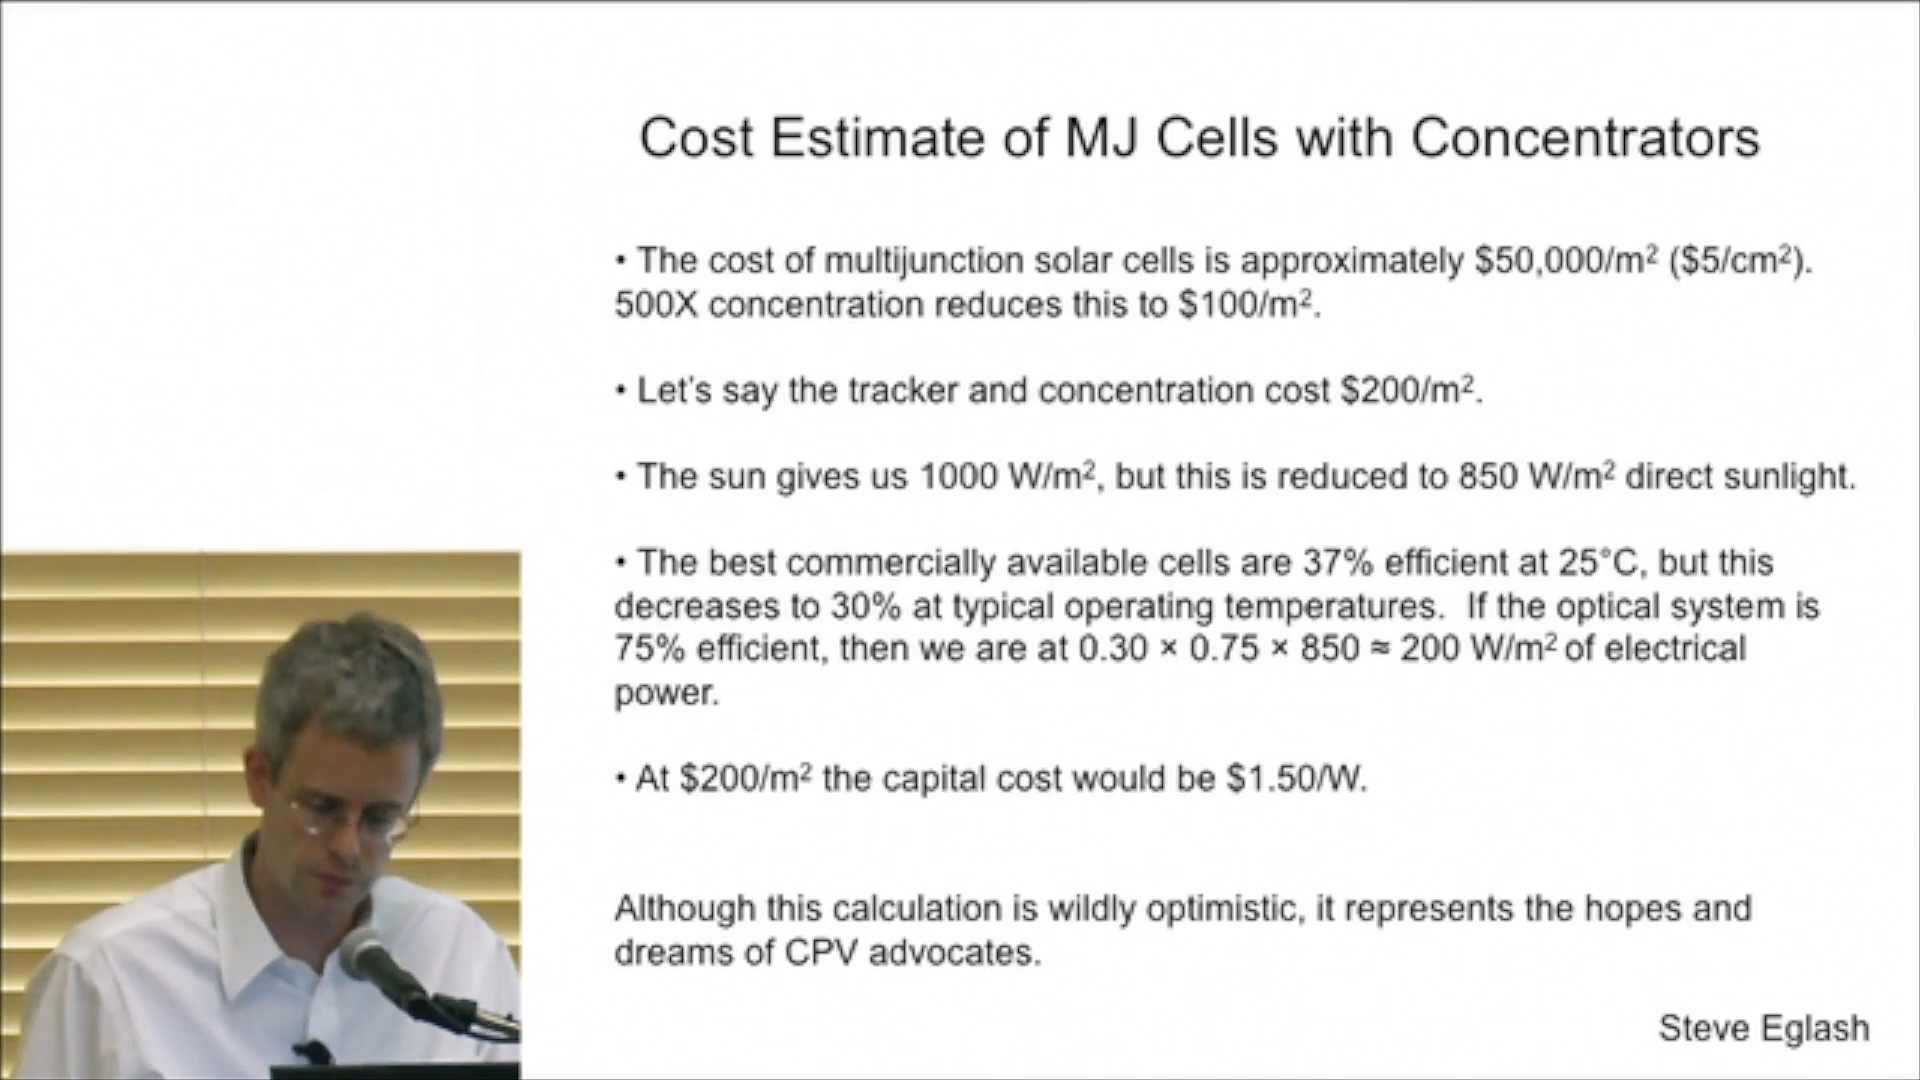 Cost Estimate of MJ Cells with Concentrators
• The cost of multijunction solar cells is approximately $50,000/m² ($5/cm²).
500X concentration reduces this to $100/m².
• Let's say the tracker and concentration cost $200/m².
• The sun gives us 1000 W/m², but this is reduced to 850 W/m² direct sunlight.
• The best commercially available cells are 37% efficient at 25°C, but this
decreases to 30% at typical operating temperatures. If the optical system is
75% efficient, then we are at 0.30 × 0.75 × 850 ≈ 200 W/m² of electrical
power.
• At $200/m² the capital cost would be $1.50/W.
Although this calculation is wildly optimistic, it represents the hopes and
dreams of CPV advocates.
Steve Eglash